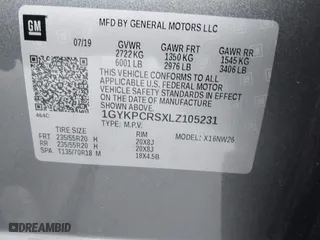 GM
MFD BY GENERAL MOTORS LLC
07/19 GVWR GAWR FRT GAWR RR
2722 KG 1350 KG 1545 KG
6001 LB 2976 LB 3406 LB
THIS VEHICLE CONFORMS TO ALL APPLICABLE
U.S. FEDERAL MOTOR VEHICLE SAFETY
STANDARDS IN EFFECT ON THE DATE OF
MANUFACTURE SHOWN ABOVE.
1GYKPCRSXLZ105231
TYPE: M.P.V. MODEL: X16NW26
TIRE SIZE RIM
FRT 235/55R20 H 20X8J
RR 235/55R20 H 20X8J
SPA T135/70R18 M 18X4.5B
DREAMBID